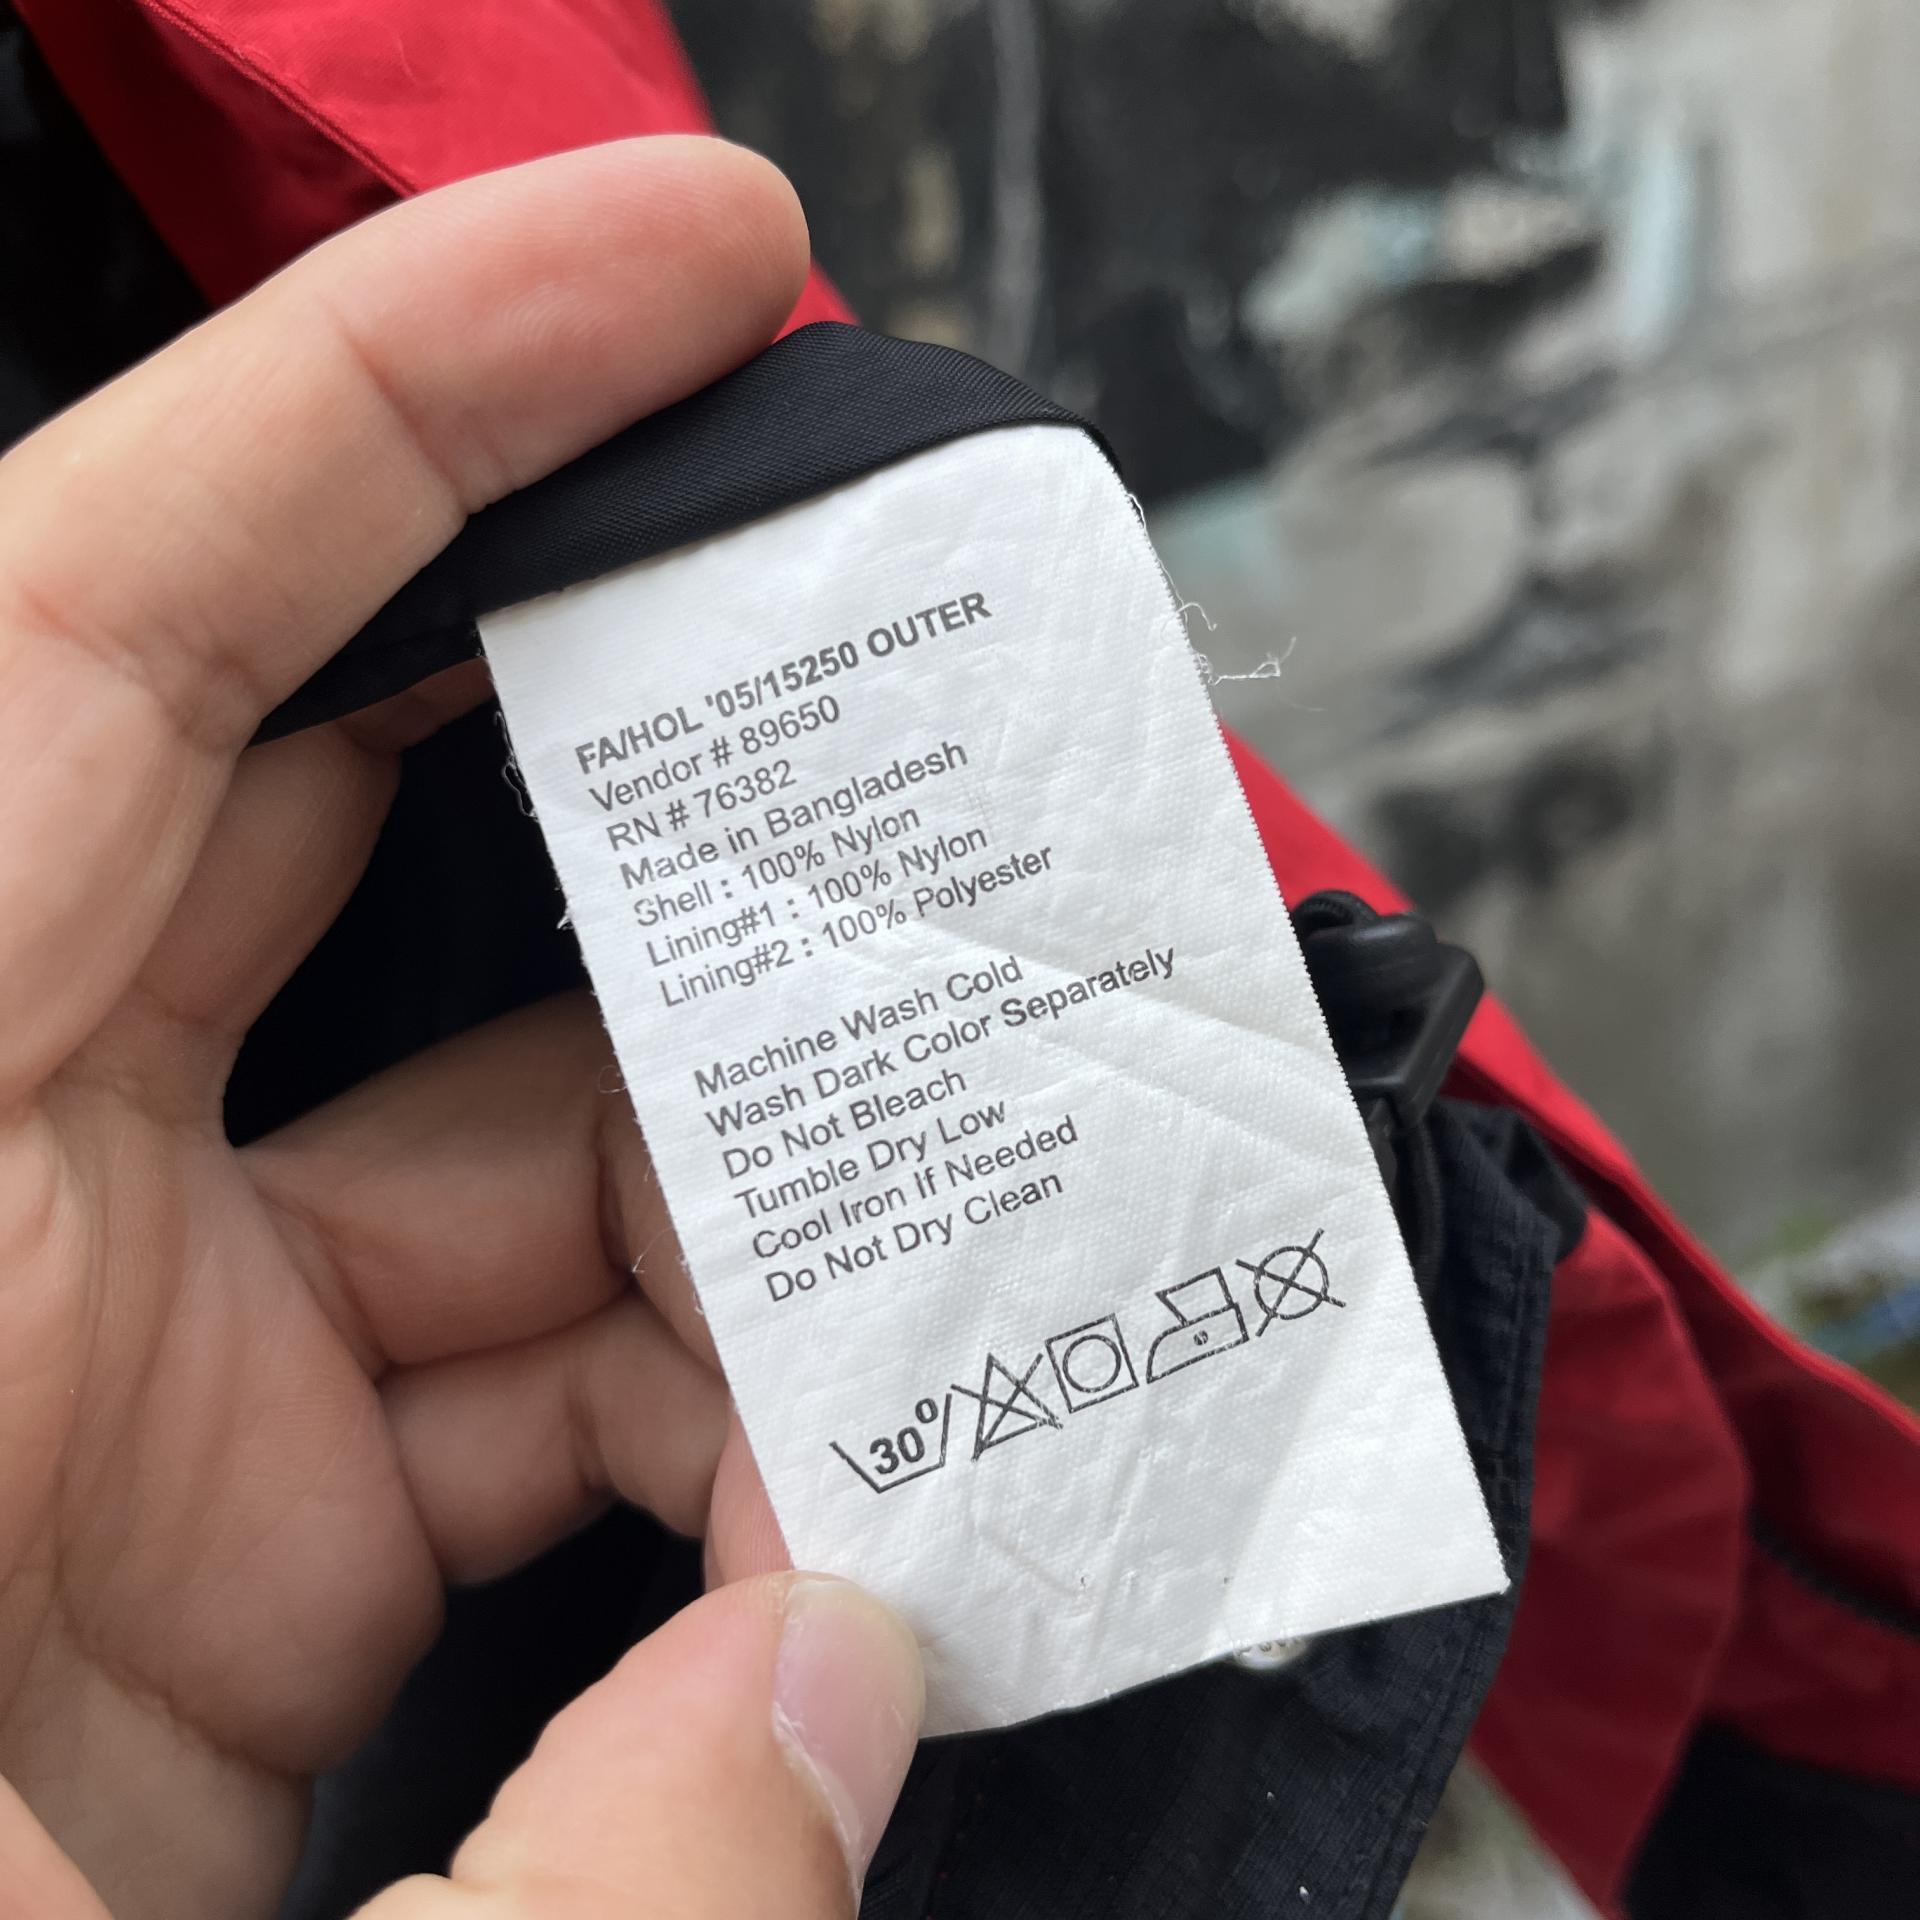 FA/HOL '05/15250 OUTER
Vendor # 89650
RN # 76382
Made in Bangladesh
Shell : 100% Nylon
Lining#1 : 100% Nylon
Lining#2 : 100% Polyester
Machine Wash Cold
Wash Dark Color Separately
Do Not Bleach
Tumble Dry Low
Cool Iron if Needed
Do Not Dry Clean
30°